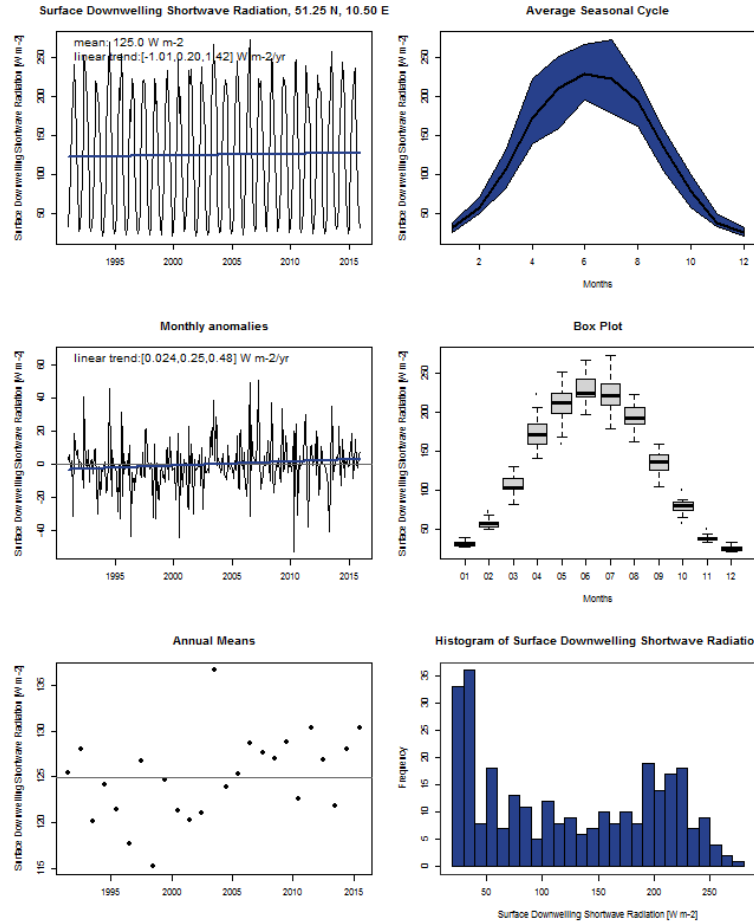 Surface Downwelling Shortwave Radiation, 51.25 N, 10.50 E
mean: 125.0 W m-2
linear trend:[-1.01,0.20,1.42] W m-2/yr
Surface Downwelling Shortwave Radiation [W m-2]
50 100 150 200 250
1995 2000 2005 2010 2015
Average Seasonal Cycle
Surface Downwelling Shortwave Radiation [W m-2]
50 100 150 200 250
2 4 6 8 10 12
Months
Monthly anomalies
linear trend:[0.024,0.25,0.48] W m-2/yr
Surface Downwelling Shortwave Radiation [W m-2]
-40 -20 0 20 40 60
1995 2000 2005 2010 2015
Box Plot
Surface Downwelling Shortwave Radiation [W m-2]
50 100 150 200 250
01 02 03 04 05 06 07 08 09 10 11 12
Months
Annual Means
Surface Downwelling Shortwave Radiation [W m-2]
115 120 125 130 135
1995 2000 2005 2010 2015
Histogram of Surface Downwelling Shortwave Radiation
Frequency
0 5 10 15 20 25 30 35
50 100 150 200 250
Surface Downwelling Shortwave Radiation [W m-2]